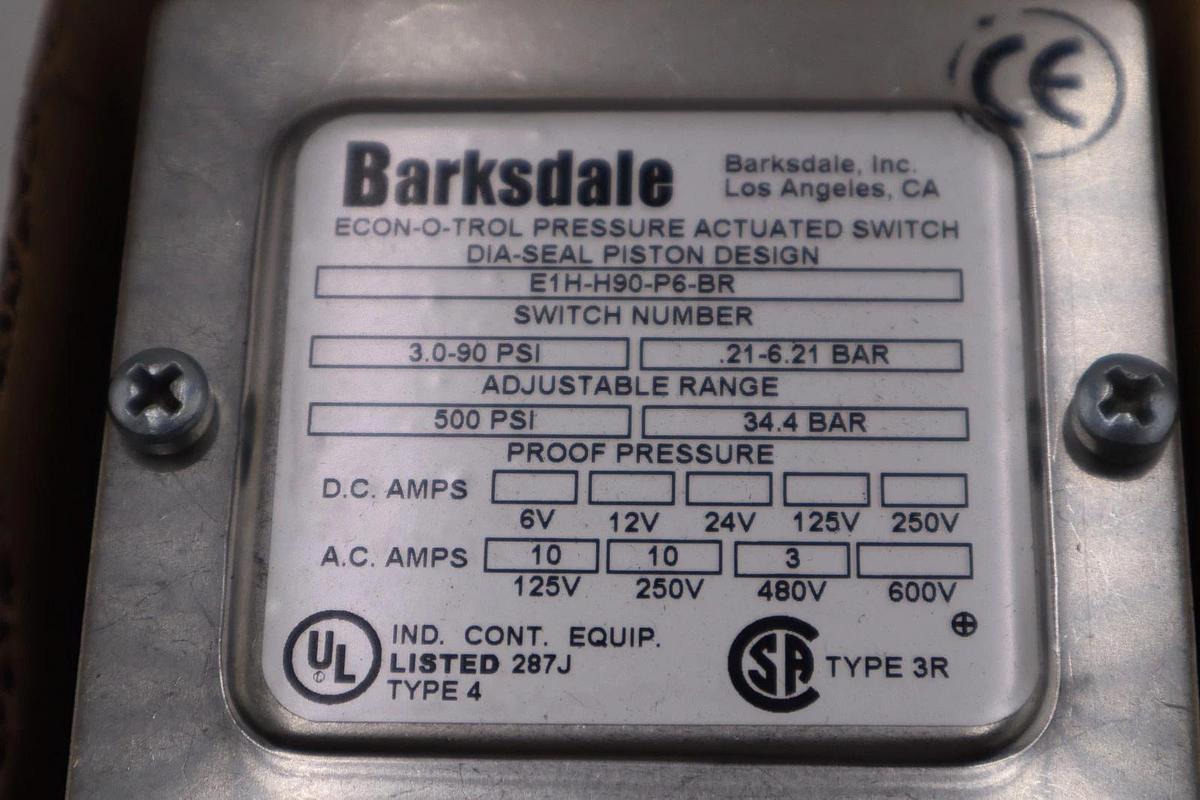 CE
Barksdale
Barksdale, Inc.
Los Angeles, CA
ECON-O-TROL PRESSURE ACTUATED SWITCH
DIA-SEAL PISTON DESIGN
E1H-H90-P6-BR
SWITCH NUMBER
3.0-90 PSI .21-6.21 BAR
ADJUSTABLE RANGE
500 PSI 34.4 BAR
PROOF PRESSURE
D.C. AMPS
6V 12V 24V 125V 250V
A.C. AMPS 10 10 3
125V 250V 480V 600V
UL
IND. CONT. EQUIP.
LISTED 287J
TYPE 4
SA TYPE 3R